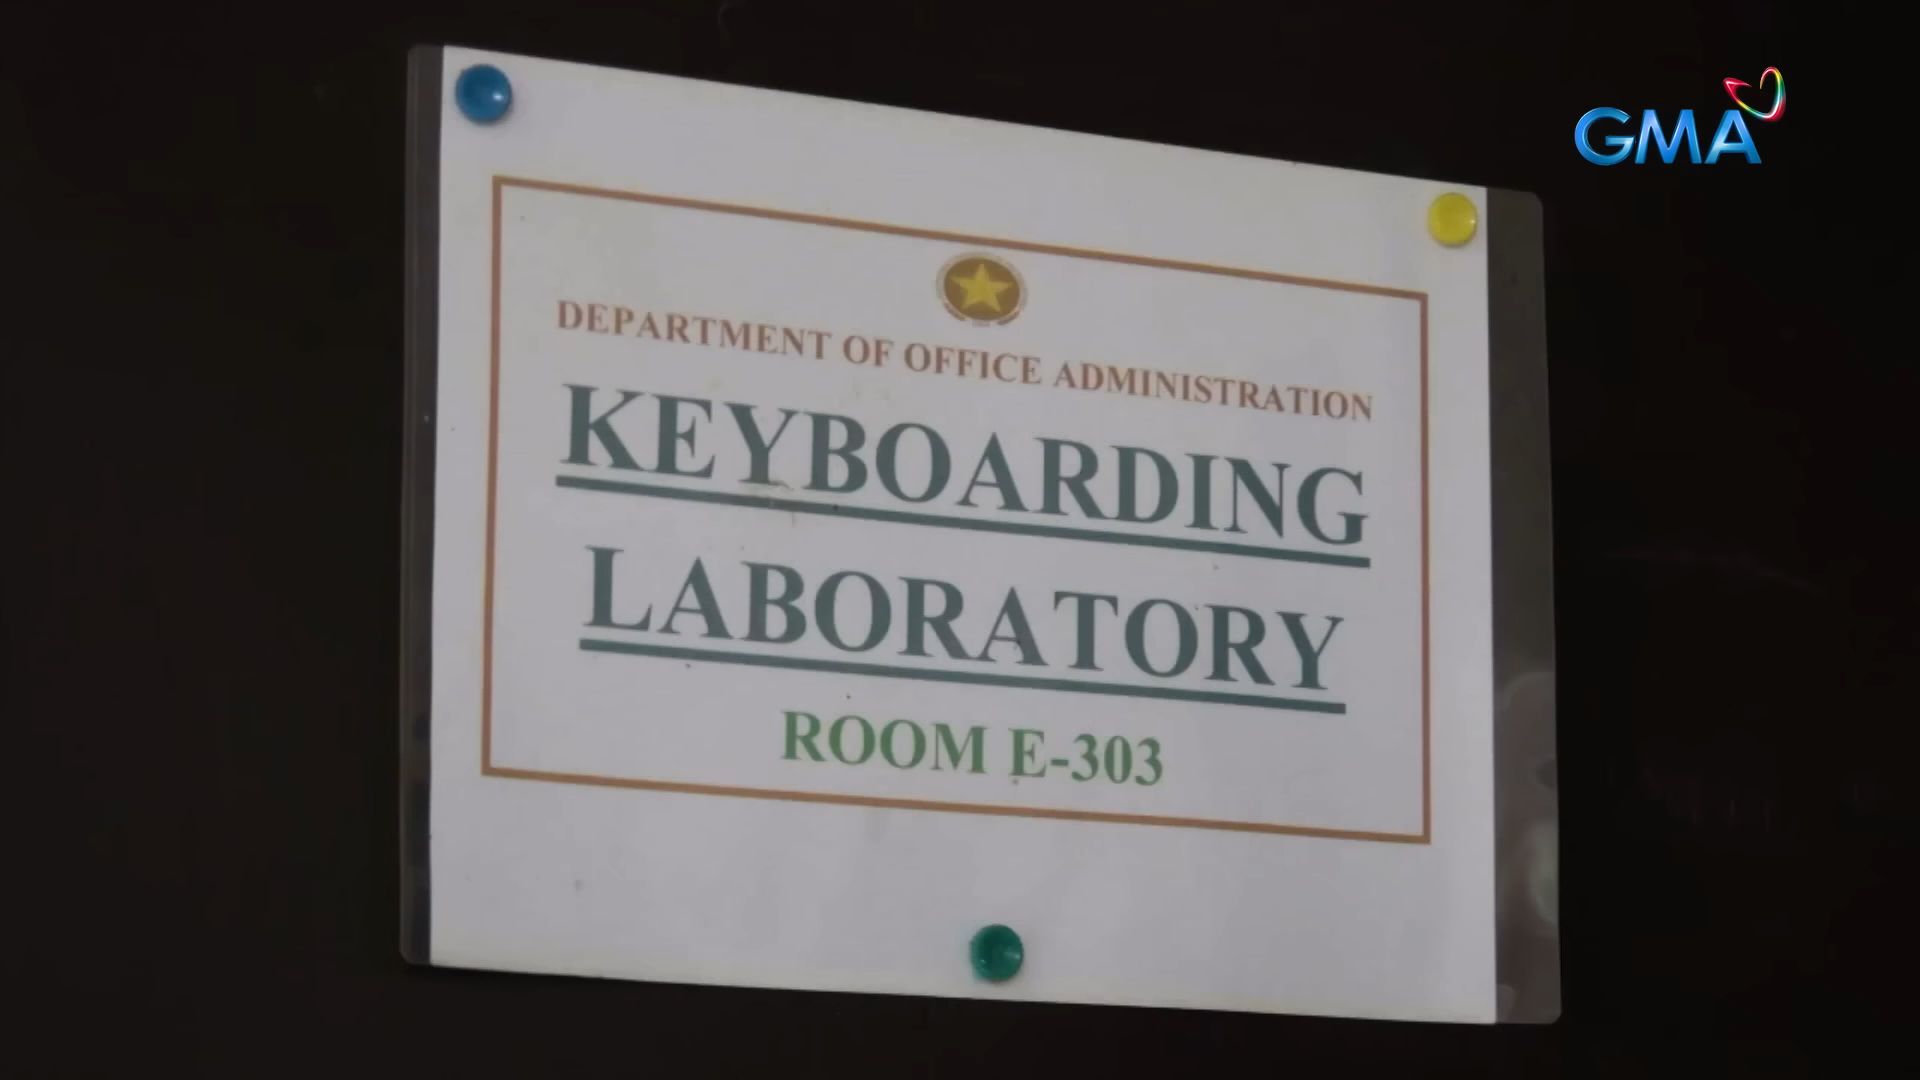 GMA
DEPARTMENT OF OFFICE ADMINISTRATION
KEYBOARDING
LABORATORY
ROOM E-303